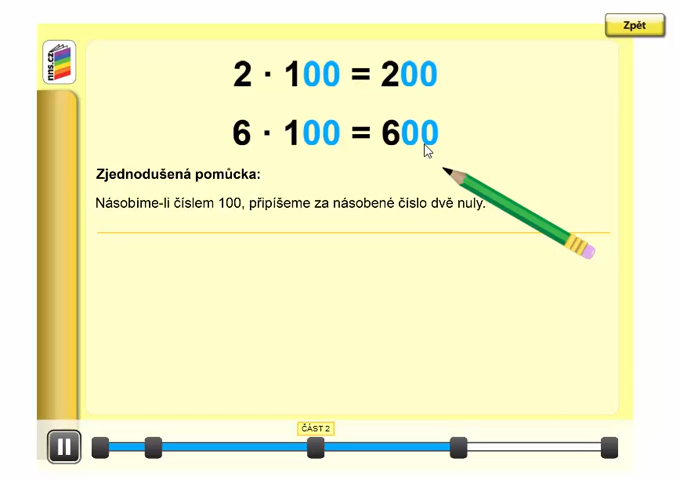 Zpět
nns.cz
2 · 100 = 200
6 · 100 = 600
Zjednodušená pomůcka:
Násobíme-li číslem 100, připíšeme za násobené číslo dvě nuly.
ČÁST 2